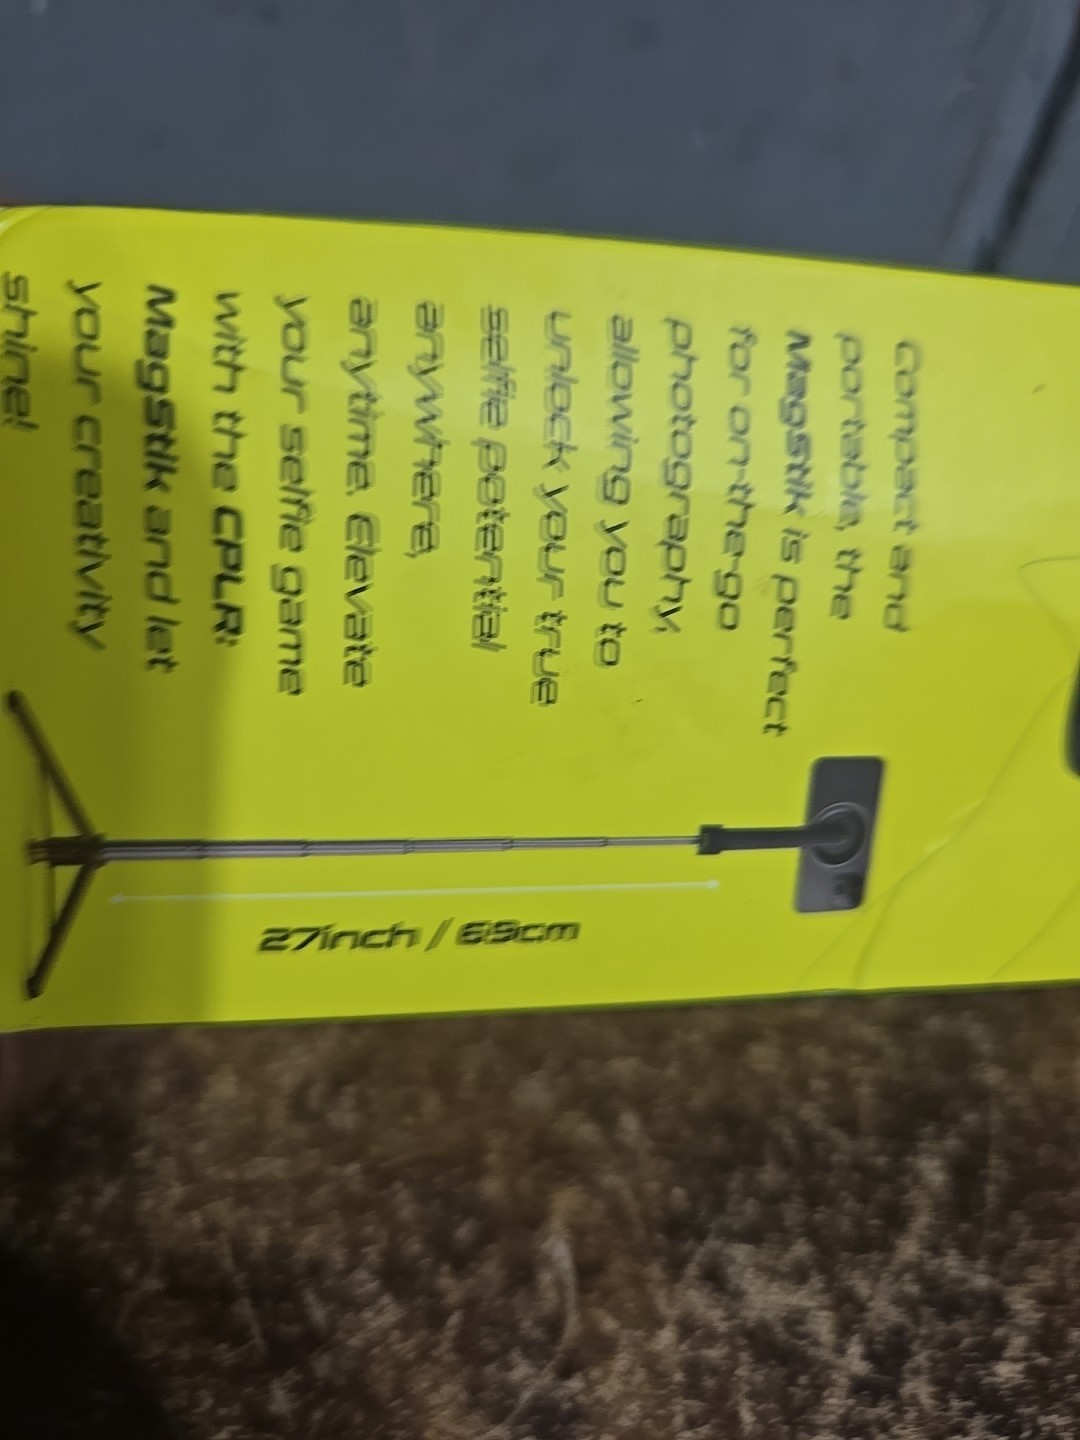 Compact and
portable, the
MagStik is perfect
for on-the-go
photography,
allowing you to
unlock your true
selfie potential
anywhere,
anytime. Elevate
your selfie game
with the CPLR:
MagStik and let
your creativity
shine!
27inch / 69cm